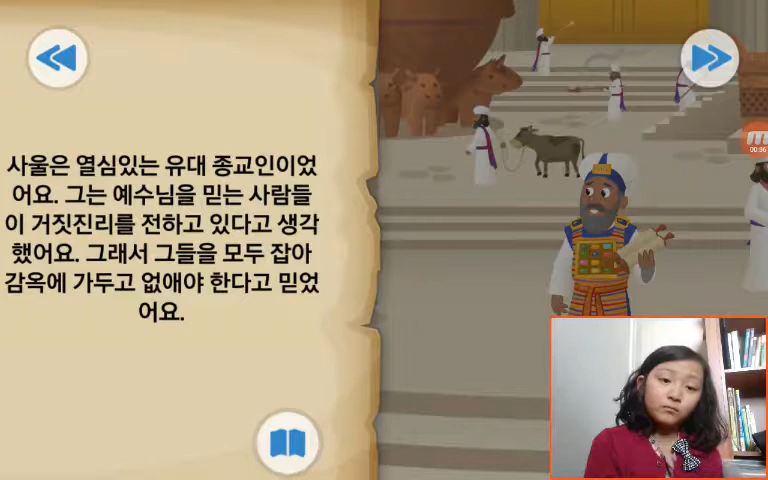 사울은 열심있는 유대 종교인이었
어요. 그는 예수님을 믿는 사람들
이 거짓진리를 전하고 있다고 생각
했어요. 그래서 그들을 모두 잡아
감옥에 가두고 없애야 한다고 믿었
어요.
00:36